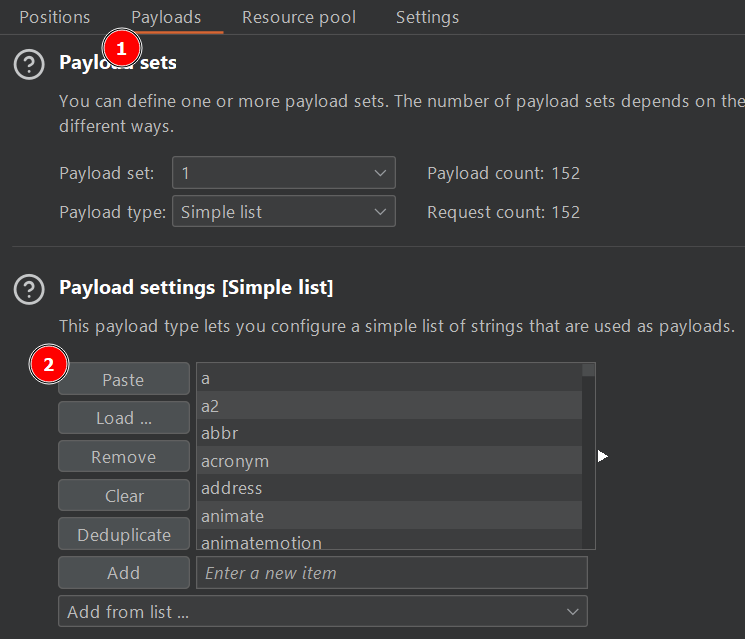 Positions Payloads Resource pool Settings
1
Payload sets
You can define one or more payload sets. The number of payload sets depends on the
different ways.
Payload set: 1 Payload count: 152
Payload type: Simple list Request count: 152
Payload settings [Simple list]
This payload type lets you configure a simple list of strings that are used as payloads.
2
Paste a
a2
Load ... abbr
Remove acronym
address
Clear animate
Deduplicate animatemotion
Add Enter a new item
Add from list ...